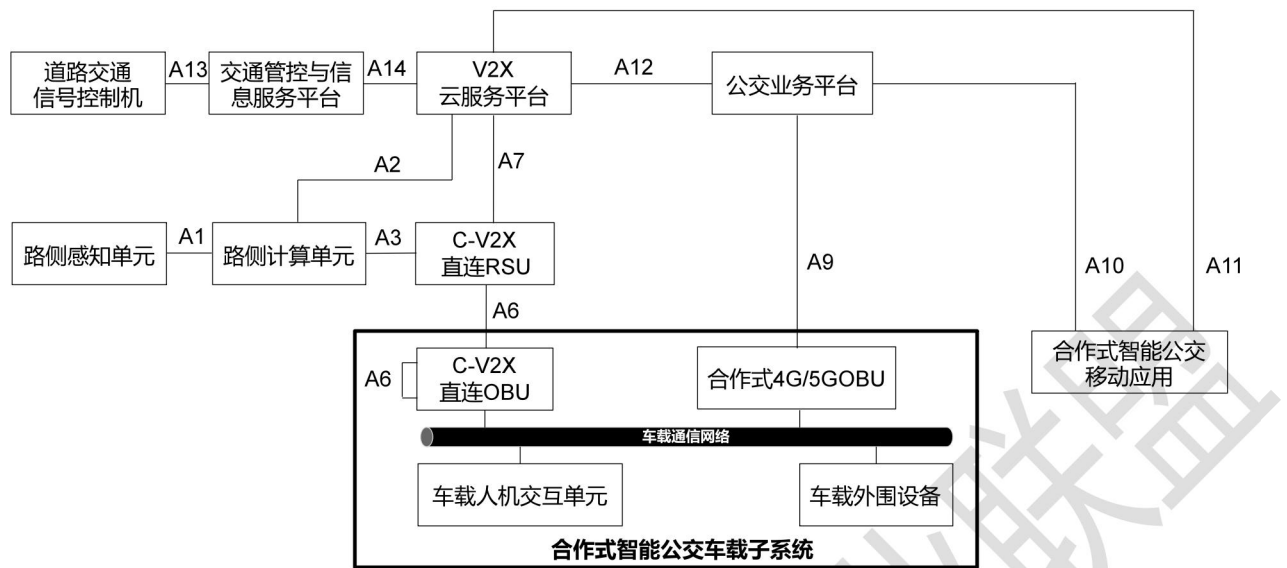 道路交通
信号控制机
A13
交通管控与信
息服务平台
A14
V2X
云服务平台
A12
公交业务平台
A2
A7
路侧感知单元
A1
路侧计算单元
A3
C-V2X
直连RSU
A9
A10
A11
A6
A6
C-V2X
直连OBU
合作式4G/5GOBU
合作式智能公交
移动应用
车载通信网络
车载人机交互单元
车载外围设备
合作式智能公交车载子系统
业联盟